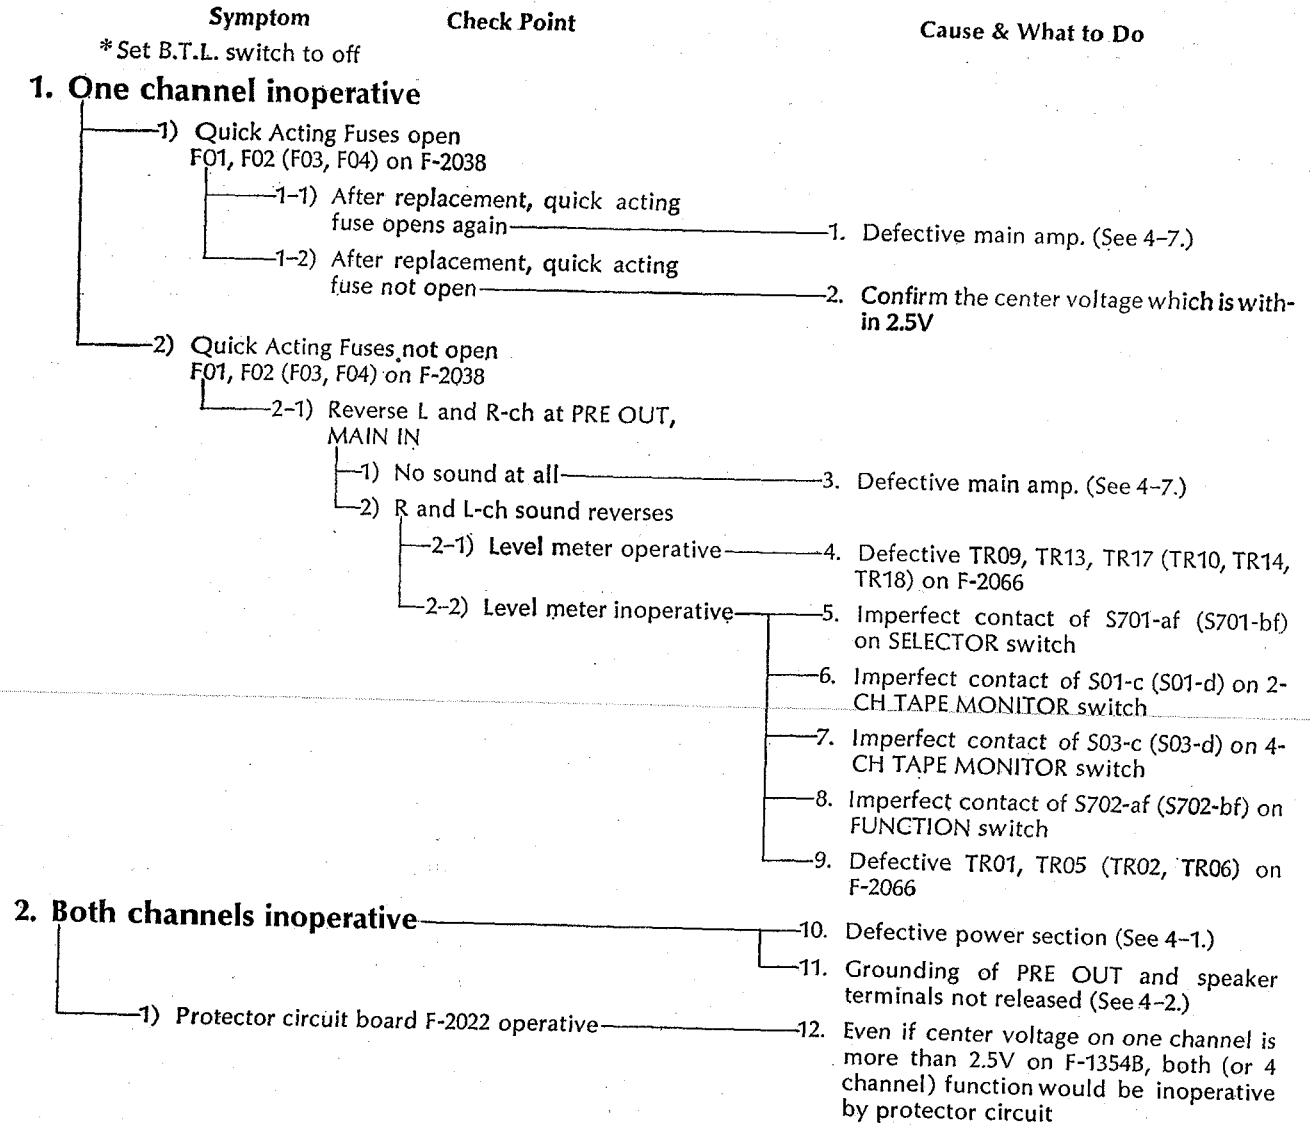 Symptom
Check Point
Cause & What to Do
*Set B.T.L. switch to off
1. One channel inoperative
1) Quick Acting Fuses open
F01, F02 (F03, F04) on F-2038
1-1) After replacement, quick acting
fuse opens again
1. Defective main amp. (See 4-7.)
1-2) After replacement, quick acting
fuse not open
2. Confirm the center voltage which is with-
in 2.5V
2) Quick Acting Fuses not open
F01, F02 (F03, F04) on F-2038
2-1) Reverse L and R-ch at PRE OUT,
MAIN IN
1) No sound at all
3. Defective main amp. (See 4-7.)
2) R and L-ch sound reverses
2-1) Level meter operative
4. Defective TR09, TR13, TR17 (TR10, TR14,
TR18) on F-2066
2-2) Level meter inoperative
5. Imperfect contact of S701-af (S701-bf)
on SELECTOR switch
6. Imperfect contact of S01-c (S01-d) on 2-
CH TAPE MONITOR switch
7. Imperfect contact of S03-c (S03-d) on 4-
CH TAPE MONITOR switch
8. Imperfect contact of S702-af (S702-bf) on
FUNCTION switch
9. Defective TR01, TR05 (TR02, TR06) on
F-2066
2. Both channels inoperative
10. Defective power section (See 4-1.)
11. Grounding of PRE OUT and speaker
terminals not released (See 4-2.)
1) Protector circuit board F-2022 operative
12. Even if center voltage on one channel is
more than 2.5V on F-1354B, both (or 4
channel) function would be inoperative
by protector circuit